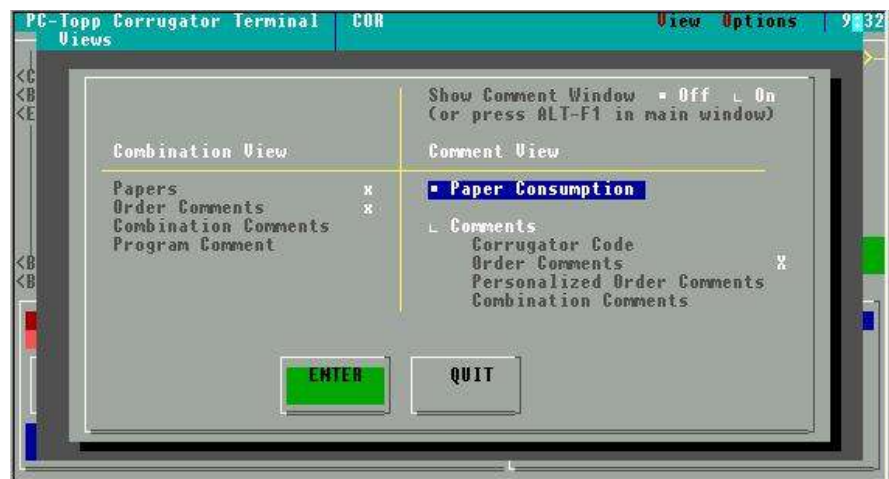 PC-Topp Corrugator Terminal COR View Options 9:32
Views
Show Comment Window Off On
(or press ALT-F1 in main window)
Combination View Comment View
Papers x Paper Consumption
Order Comments x
Combination Comments Comments
Program Comment Corrugator Code
Order Comments X
Personalized Order Comments
Combination Comments
ENTER QUIT
<C
<B
<E
<B
<B